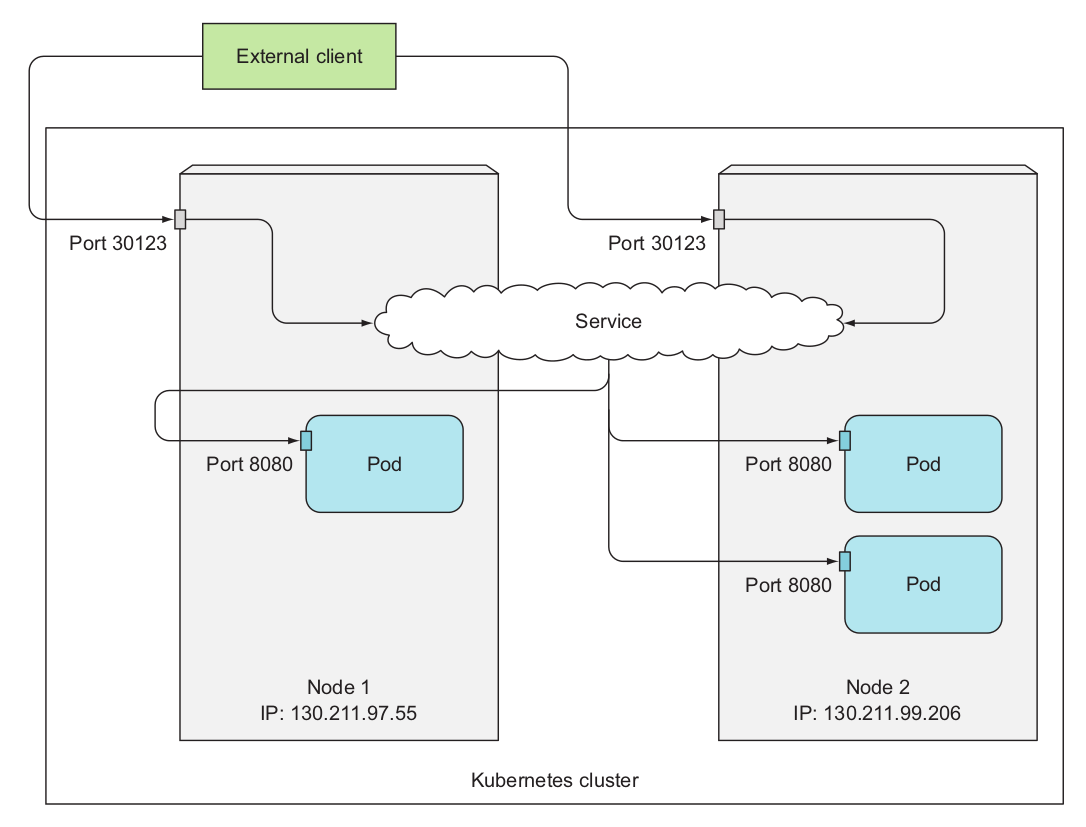 External client
Port 30123
Port 30123
Service
Port 8080
Pod
Port 8080
Pod
Port 8080
Pod
Node 1
IP: 130.211.97.55
Node 2
IP: 130.211.99.206
Kubernetes cluster